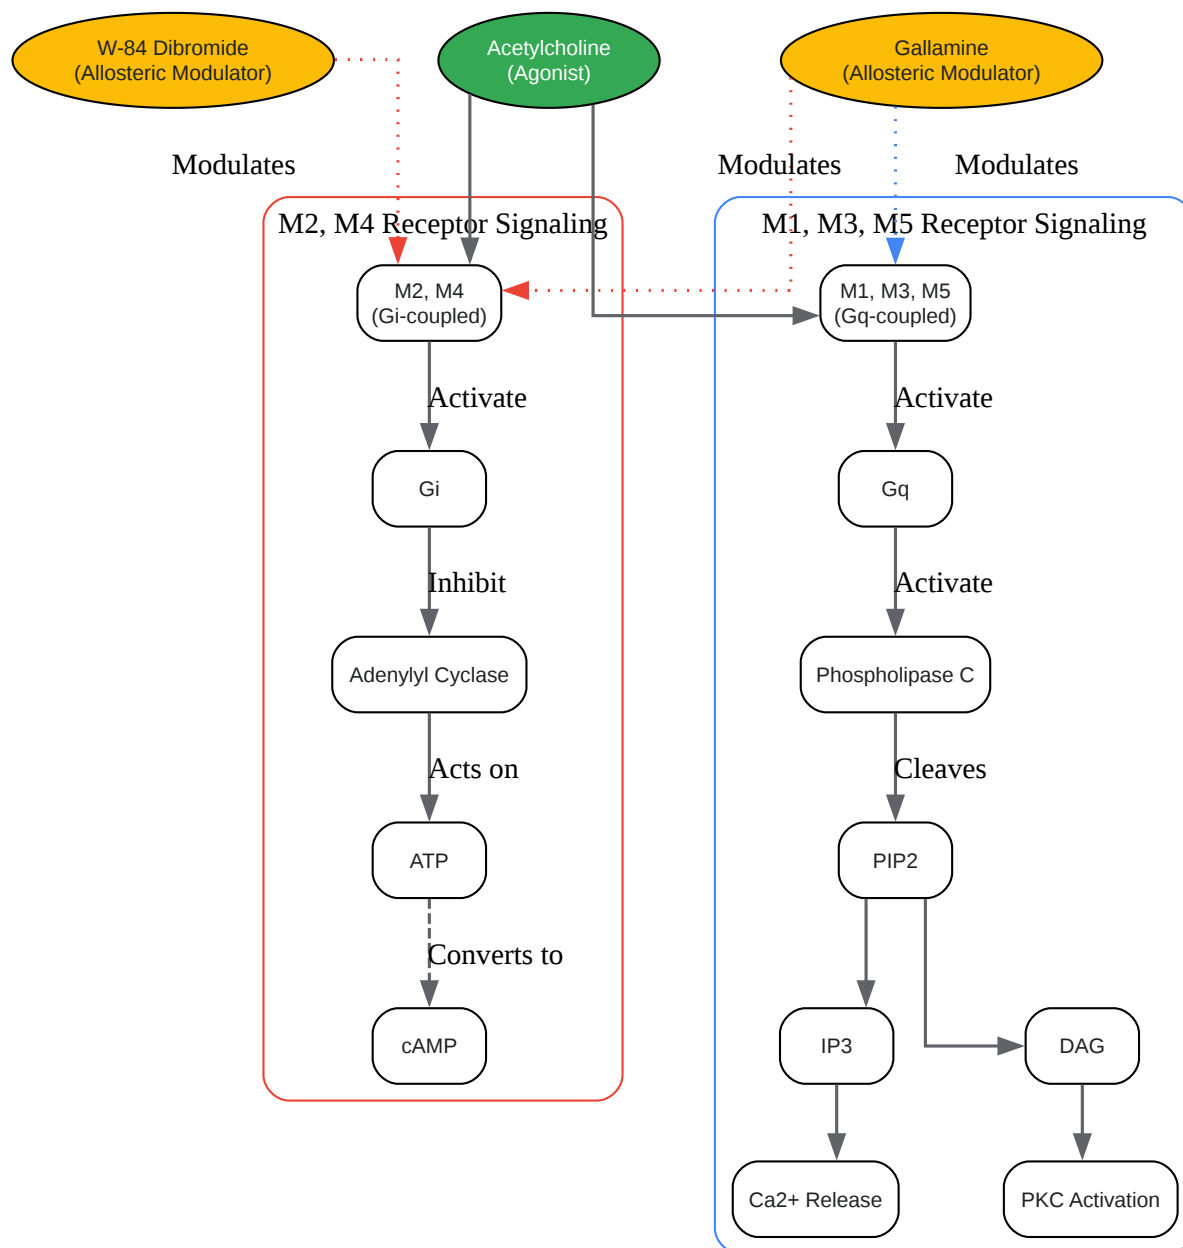 W-84 Dibromide
(Allosteric Modulator)
Acetylcholine
(Agonist)
Gallamine
(Allosteric Modulator)
Modulates
Modulates
Modulates
M2, M4 Receptor Signaling
M1, M3, M5 Receptor Signaling
M2, M4
(Gi-coupled)
M1, M3, M5
(Gq-coupled)
Activate
Activate
Gi
Gq
Inhibit
Activate
Adenylyl Cyclase
Phospholipase C
Acts on
Cleaves
ATP
PIP2
Converts to
cAMP
IP3
DAG
Ca2+ Release
PKC Activation